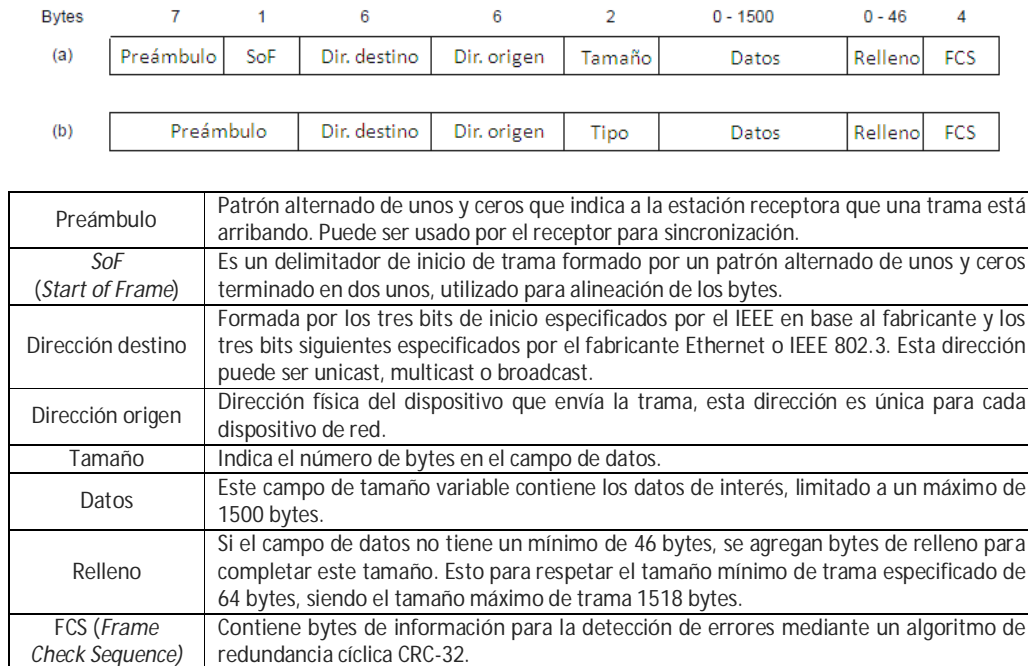 Bytes 7 1 6 6 2 0 - 1500 0 - 46 4
(a) Preámbulo SoF Dir. destino Dir. origen Tamaño Datos Relleno FCS
(b) Preámbulo Dir. destino Dir. origen Tipo Datos Relleno FCS
Preámbulo
Patrón alternado de unos y ceros que indica a la estación receptora que una trama está
arribando. Puede ser usado por el receptor para sincronización.
SoF
(Start of Frame)
Es un delimitador de inicio de trama formado por un patrón alternado de unos y ceros
terminado en dos unos, utilizado para alineación de los bytes.
Dirección destino
Formada por los tres bits de inicio especificados por el IEEE en base al fabricante y los
tres bits siguientes especificados por el fabricante Ethernet o IEEE 802.3. Esta dirección
puede ser unicast, multicast o broadcast.
Dirección origen
Dirección física del dispositivo que envía la trama, esta dirección es única para cada
dispositivo de red.
Tamaño
Indica el número de bytes en el campo de datos.
Datos
Este campo de tamaño variable contiene los datos de interés, limitado a un máximo de
1500 bytes.
Relleno
Si el campo de datos no tiene un mínimo de 46 bytes, se agregan bytes de relleno para
completar este tamaño. Esto para respetar el tamaño mínimo de trama especificado de
64 bytes, siendo el tamaño máximo de trama 1518 bytes.
FCS (Frame
Check Sequence)
Contiene bytes de información para la detección de errores mediante un algoritmo de
redundancia cíclica CRC-32.